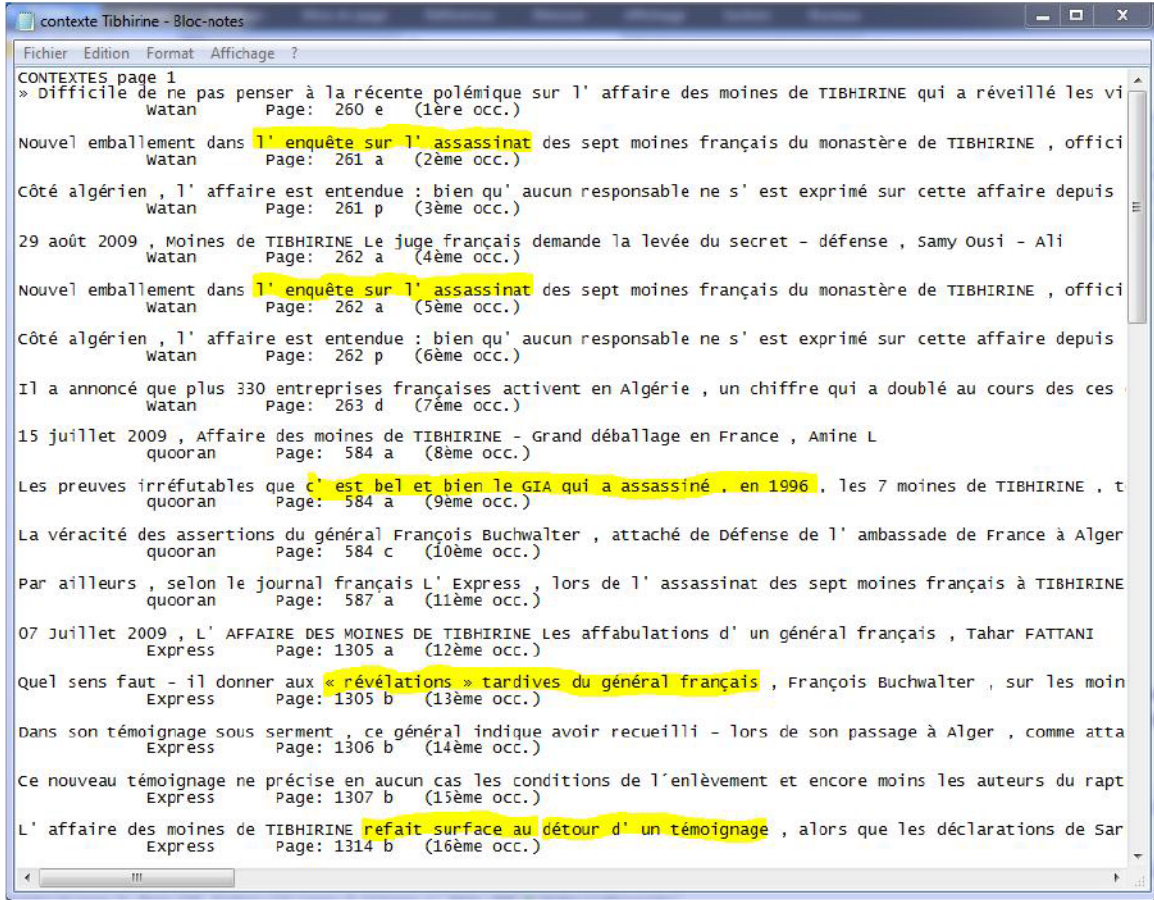 contexte Tibhirine - Bloc-notes
Fichier Edition Format Affichage ?
CONTEXTES page 1
» Difficile de ne pas penser à la récente polémique sur l' affaire des moines de TIBHIRINE qui a réveillé les vi
Watan Page: 260 e (1ère occ.)
Nouvel emballement dans l' enquête sur l' assassinat des sept moines français du monastère de TIBHIRINE , offici
Watan Page: 261 a (2ème occ.)
Côté algérien , l' affaire est entendue : bien qu' aucun responsable ne s' est exprimé sur cette affaire depuis
Watan Page: 261 p (3ème occ.)
29 août 2009 , Moines de TIBHIRINE Le juge français demande la levée du secret - défense , Samy Ousi - Ali
Watan Page: 262 a (4ème occ.)
Nouvel emballement dans l' enquête sur l' assassinat des sept moines français du monastère de TIBHIRINE , offici
Watan Page: 262 a (5ème occ.)
Côté algérien , l' affaire est entendue : bien qu' aucun responsable ne s' est exprimé sur cette affaire depuis
Watan Page: 262 p (6ème occ.)
Il a annoncé que plus 330 entreprises françaises activent en Algérie , un chiffre qui a doublé au cours des ces
Watan Page: 263 d (7ème occ.)
15 juillet 2009 , Affaire des moines de TIBHIRINE - Grand déballage en France , Amine L
quooran Page: 584 a (8ème occ.)
Les preuves irréfutables que c' est bel et bien le GIA qui a assassiné , en 1996 , les 7 moines de TIBHIRINE , t
quooran Page: 584 a (9ème occ.)
La véracité des assertions du général François Buchwalter , attaché de Défense de l' ambassade de France à Alger
quooran Page: 584 c (10ème occ.)
Par ailleurs , selon le journal français L' Express , lors de l' assassinat des sept moines français à TIBHIRINE
quooran Page: 587 a (11ème occ.)
07 Juillet 2009 , L' AFFAIRE DES MOINES DE TIBHIRINE Les affabulations d' un général français , Tahar FATTANI
Express Page: 1305 a (12ème occ.)
Quel sens faut - il donner aux « révélations » tardives du général français , François Buchwalter , sur les moin
Express Page: 1305 b (13ème occ.)
Dans son témoignage sous serment , ce général indique avoir recueilli - lors de son passage à Alger , comme atta
Express Page: 1306 b (14ème occ.)
Ce nouveau témoignage ne précise en aucun cas les conditions de l´enlèvement et encore moins les auteurs du rapt
Express Page: 1307 b (15ème occ.)
L' affaire des moines de TIBHIRINE refait surface au détour d' un témoignage , alors que les déclarations de Sar
Express Page: 1314 b (16ème occ.)